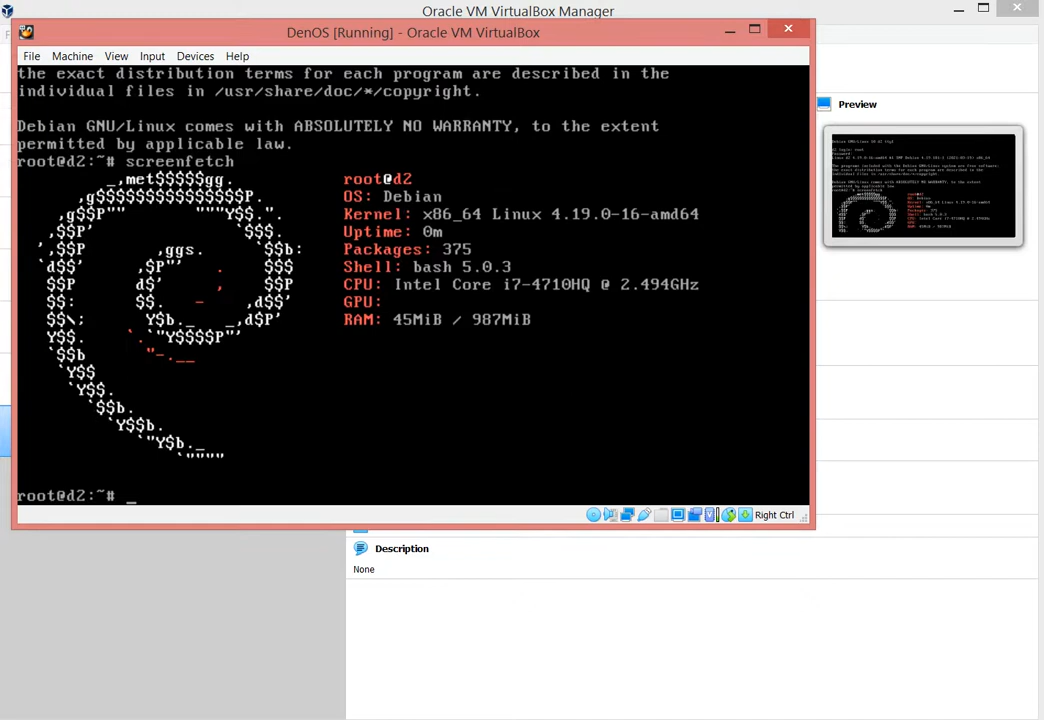 Oracle VM VirtualBox Manager
DenOS [Running] - Oracle VM VirtualBox
File Machine View Input Devices Help
the exact distribution terms for each program are described in the
individual files in /usr/share/doc/*/copyright.
Debian GNU/Linux comes with ABSOLUTELY NO WARRANTY, to the extent
permitted by applicable law.
root@d2:~# screenfetch
_,met$$$$$gg. root@d2
,g$$$$$$$$$$$$$$$P. OS: Debian
,g$$P"" """Y$$.". Kernel: x86_64 Linux 4.19.0-16-amd64
,$$P' `$$$. Uptime: 0m
',$$P ,ggs. `$$b: Packages: 375
`d$$' ,$P"' . $$$ Shell: bash 5.0.3
$$P d$' , $$P CPU: Intel Core i7-4710HQ @ 2.494GHz
$$: $$. - ,d$$' GPU:
$$\; Y$b._ _,d$P' RAM: 45MiB / 987MiB
Y$$. `.`"Y$$$$P"'
`$$b "-.__
`Y$$
`Y$$.
`$$b.
`Y$$b.
`"Y$b._
`""""
root@d2:~# _
Right Ctrl
Preview
Description
None